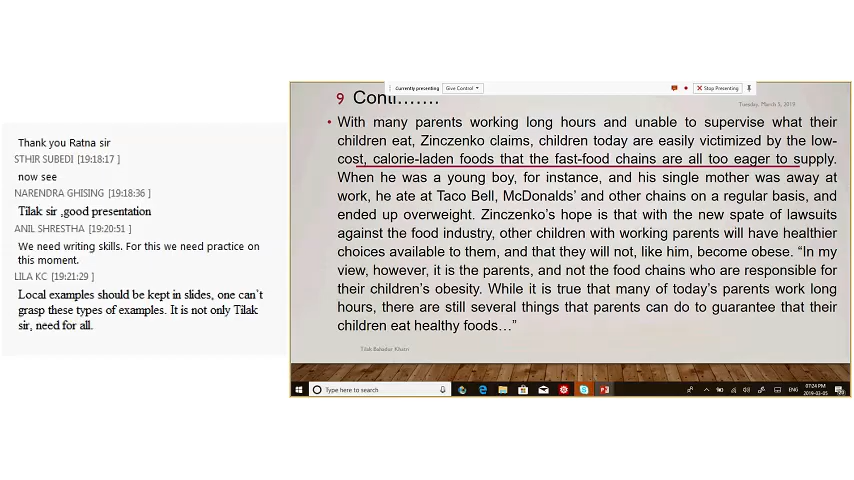 Thank you Ratna sir
STHIR SUBEDI [19:18:17]
now see
NARENDRA GHISING [19:18:36]
Tilak sir ,good presentation
ANIL SHRESTHA [19:20:51]
We need writing skills. For this we need practice on
this moment.
LILA KC [19:21:29]
Local examples should be kept in slides, one can't
grasp these types of examples. It is not only Tilak
sir, need for all.
Currently presenting Give Control Stop Presenting
9 Conti…….
Tuesday, March 5, 2019
• With many parents working long hours and unable to supervise what their
children eat, Zinczenko claims, children today are easily victimized by the low-
cost, calorie-laden foods that the fast-food chains are all too eager to supply.
When he was a young boy, for instance, and his single mother was away at
work, he ate at Taco Bell, McDonalds' and other chains on a regular basis, and
ended up overweight. Zinczenko's hope is that with the new spate of lawsuits
against the food industry, other children with working parents will have healthier
choices available to them, and that they will not, like him, become obese. “In my
view, however, it is the parents, and not the food chains who are responsible for
their children's obesity. While it is true that many of today's parents work long
hours, there are still several things that parents can do to guarantee that their
children eat healthy foods…”
Tilak Bahadur Khatri
Type here to search
ENG
07:24 PM
2019-03-05